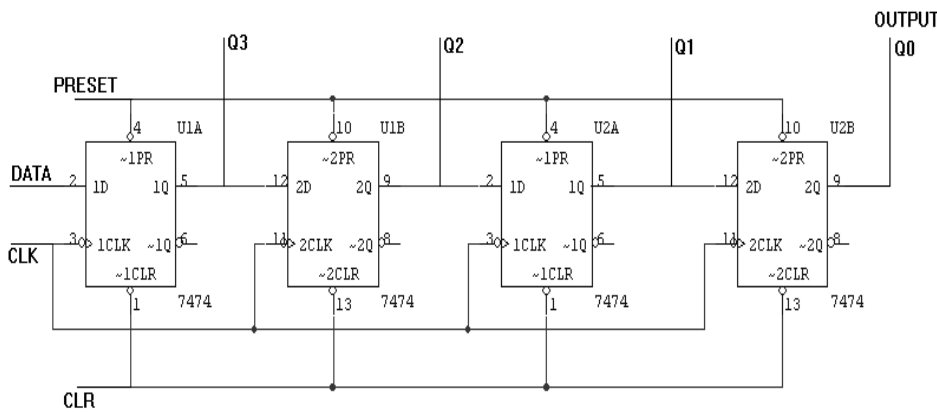 OUTPUT
Q3 Q2 Q1 Q0
PRESET
4 U1A 10 U1B 4 U2A 10 U2B
~1PR ~2PR ~1PR ~2PR
DATA 2 1D 1Q 5 12 2D 2Q 9 2 1D 1Q 5 12 2D 2Q 9
CLK 3 1CLK ~1Q 6 11 2CLK ~2Q 8 3 1CLK ~1Q 6 11 2CLK ~2Q 8
~1CLR ~2CLR ~1CLR ~2CLR
1 7474 13 7474 1 7474 13 7474
CLR